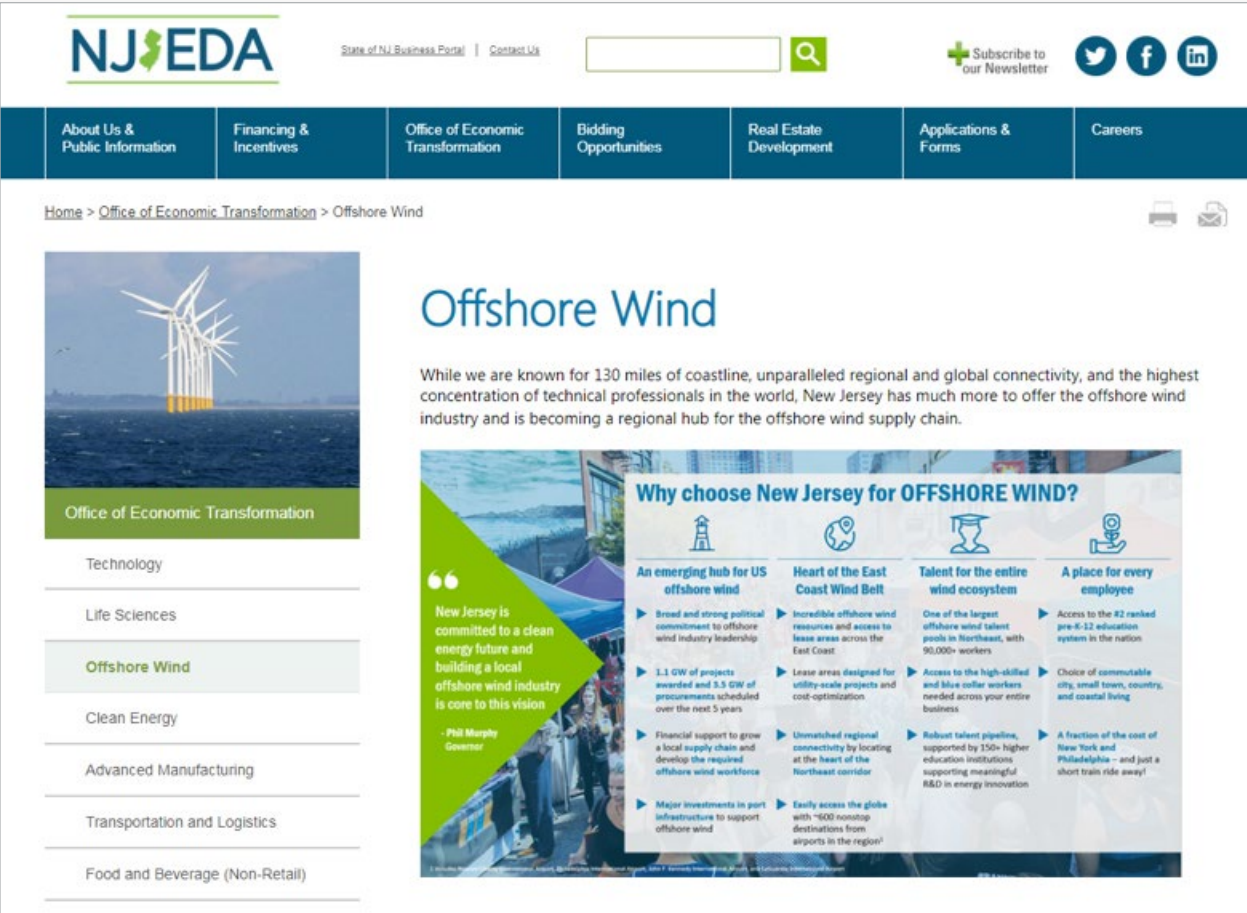 NJEDA
State of NJ Business Portal | Contact Us
Subscribe to
our Newsletter
About Us &
Public Information
Financing &
Incentives
Office of Economic
Transformation
Bidding
Opportunities
Real Estate
Development
Applications &
Forms
Careers
Home > Office of Economic Transformation > Offshore Wind
Office of Economic Transformation
Technology
Life Sciences
Offshore Wind
Clean Energy
Advanced Manufacturing
Transportation and Logistics
Food and Beverage (Non-Retail)
Offshore Wind
While we are known for 130 miles of coastline, unparalleled regional and global connectivity, and the highest
concentration of technical professionals in the world, New Jersey has much more to offer the offshore wind
industry and is becoming a regional hub for the offshore wind supply chain.
“
New Jersey is
committed to a clean
energy future and
building a local
offshore wind industry
is core to this vision
- Phil Murphy
Governor
Why choose New Jersey for OFFSHORE WIND?
An emerging hub for US
offshore wind
Broad and strong political
commitment to offshore
wind industry leadership
1.1 GW of projects
awarded and 3.5 GW of
procurements scheduled
over the next 5 years
Financial support to grow
a local supply chain and
develop the required
offshore wind workforce
Major investments in port
infrastructure to support
offshore wind
Heart of the East
Coast Wind Belt
Incredible offshore wind
resources and access to
lease areas across the
East Coast
Lease areas designed for
utility-scale projects and
cost-optimization
Unmatched regional
connectivity by locating
at the heart of the
Northeast corridor
Easily access the globe
with ~600 nonstop
destinations from
airports in the region¹
Talent for the entire
wind ecosystem
One of the largest
offshore wind talent
pools in Northeast, with
90,000+ workers
Access to the high-skilled
and blue collar workers
needed across your entire
business
Robust talent pipeline,
supported by 150+ higher
education institutions
supporting meaningful
R&D in energy innovation
A place for every
employee
Access to the #2 ranked
pre-K-12 education
system in the nation
Choice of commutable
city, small town, country,
and coastal living
A fraction of the cost of
New York and
Philadelphia – and just a
short train ride away!